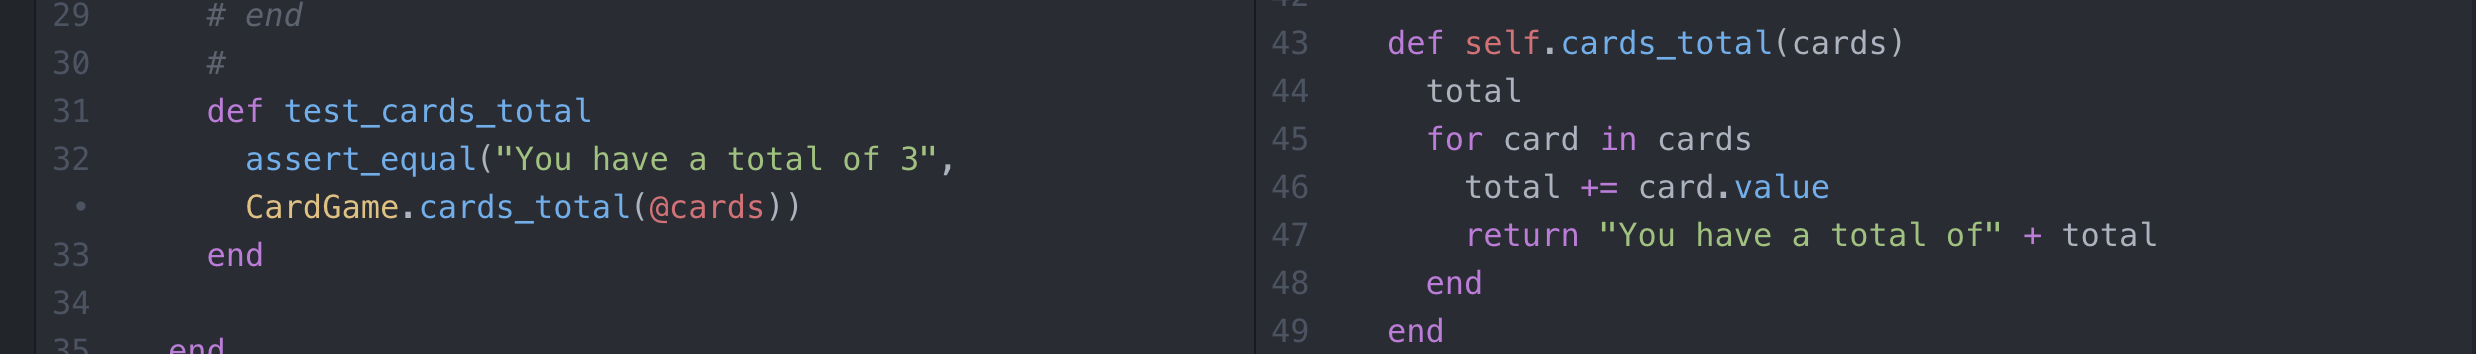 29 # end
30 #
31 def test_cards_total
32 assert_equal("You have a total of 3",
• CardGame.cards_total(@cards))
33 end
34
35 end
42
43 def self.cards_total(cards)
44 total
45 for card in cards
46 total += card.value
47 return "You have a total of" + total
48 end
49 end